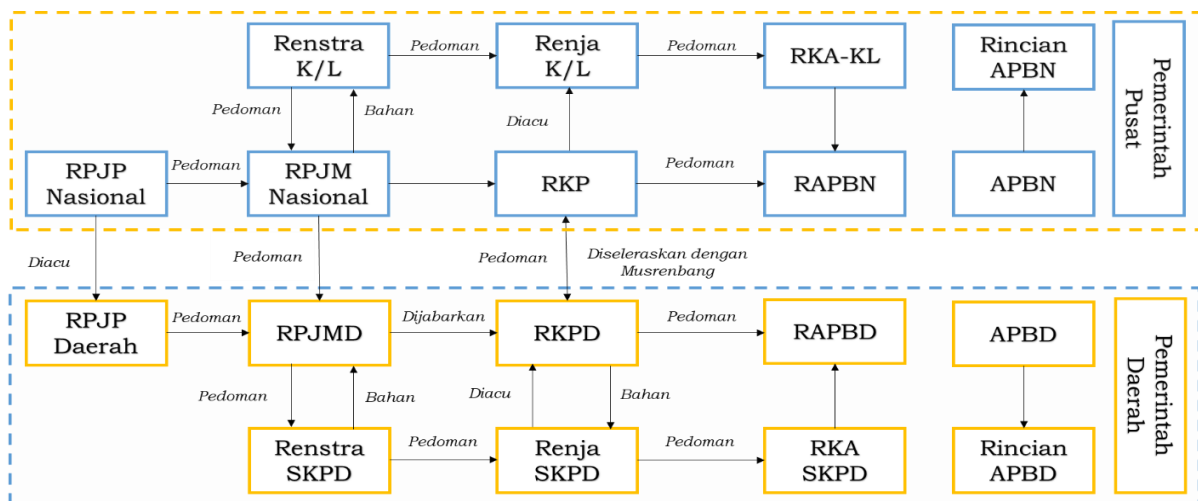 Renstra
K/L
Pedoman
Renja
K/L
Pedoman
RKA-KL
Rincian
APBN
Pemerintah
Pusat
Pedoman
Bahan
Diacu
RPJP
Nasional
Pedoman
RPJM
Nasional
RKP
Pedoman
RAPBN
APBN
Diacu
Pedoman
Pedoman
Diseleraskan dengan
Musrenbang
RPJP
Daerah
Pedoman
RPJMD
Dijabarkan
RKPD
Pedoman
RAPBD
APBD
Pemerintah
Daerah
Pedoman
Bahan
Diacu
Bahan
Renstra
SKPD
Pedoman
Renja
SKPD
Pedoman
RKA
SKPD
Rincian
APBD